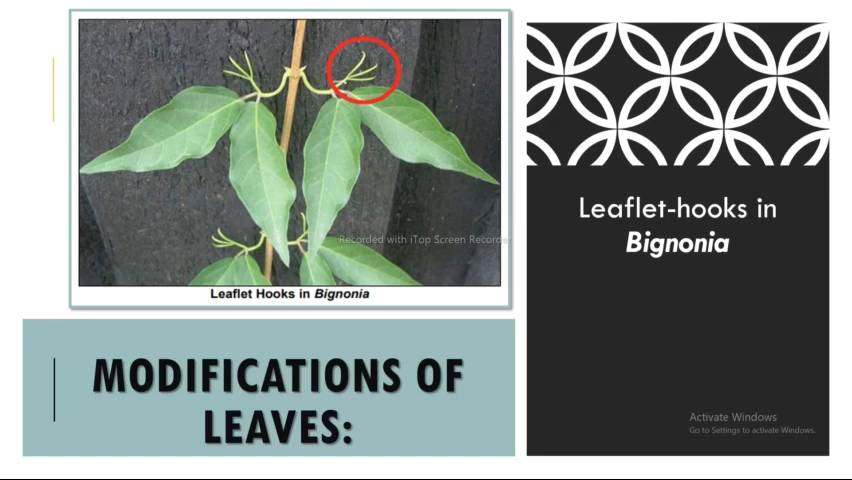 Recorded with iTop Screen Recorde
Leaflet Hooks in Bignonia
MODIFICATIONS OF
LEAVES:
Leaflet-hooks in
Bignonia
Activate Windows
Go to Settings to activate Windows.